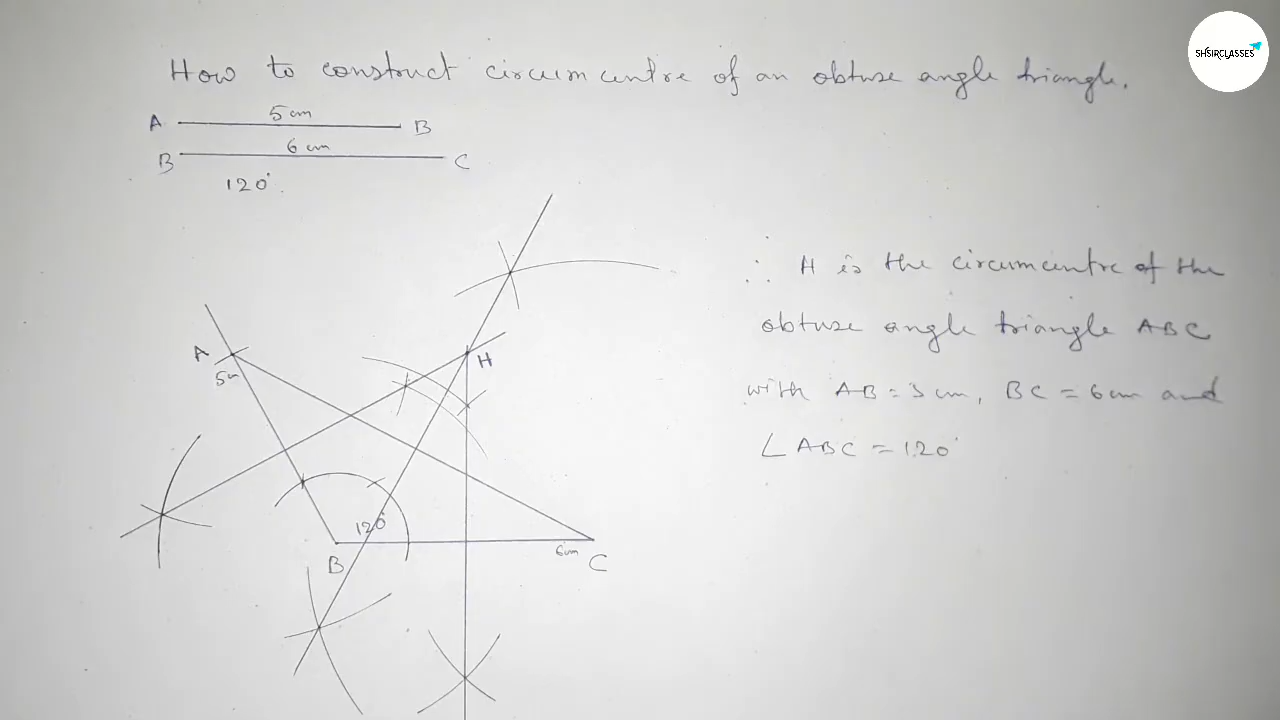 How to construct circumcentre of an obtuse angle triangle.
SHSIRCLASSES
A 5 cm B
B 6 cm C
120°.
∴ H is the circumcentre of the
obtuse angle triangle ABC
with AB = 5 cm, BC = 6 cm and
∠ABC = 120°
A
5cm
H
120°
B
6cm
C